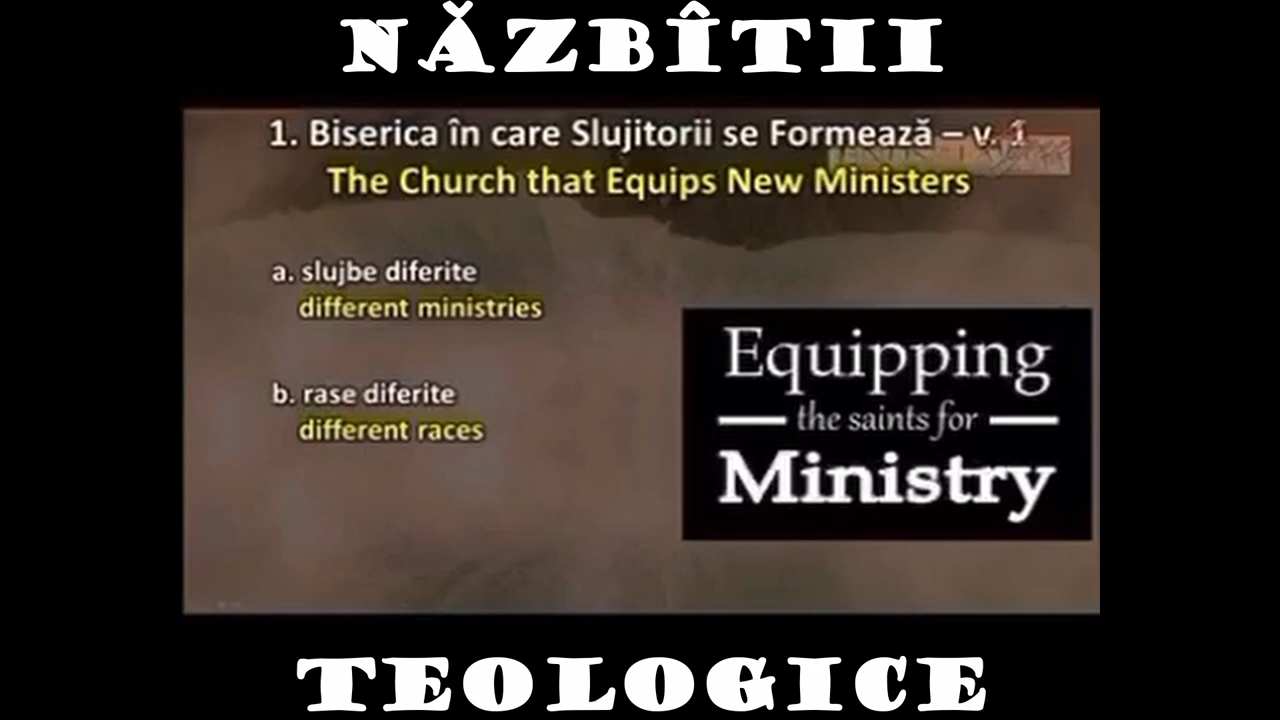 NĂZBÎTII
1. Biserica în care Slujitorii se Formează – v. 1
The Church that Equips New Ministers
a. slujbe diferite
different ministries
b. rase diferite
different races
Equipping
the saints for
Ministry
TEOLOGICE